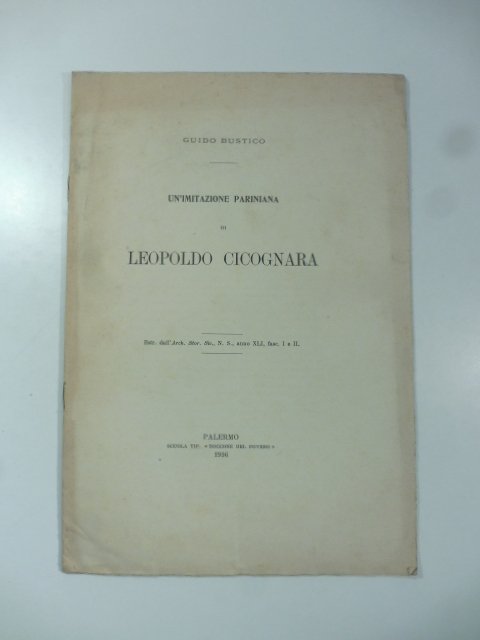 GUIDO BUSTICO
UN'IMITAZIONE PARINIANA
DI
LEOPOLDO CICOGNARA
Estr. dall'Arch. Stor. Sic., N. S., anno XLI, fasc. I e II.
PALERMO
SCUOLA TIP. «BOCCONE DEL POVERO»
1916